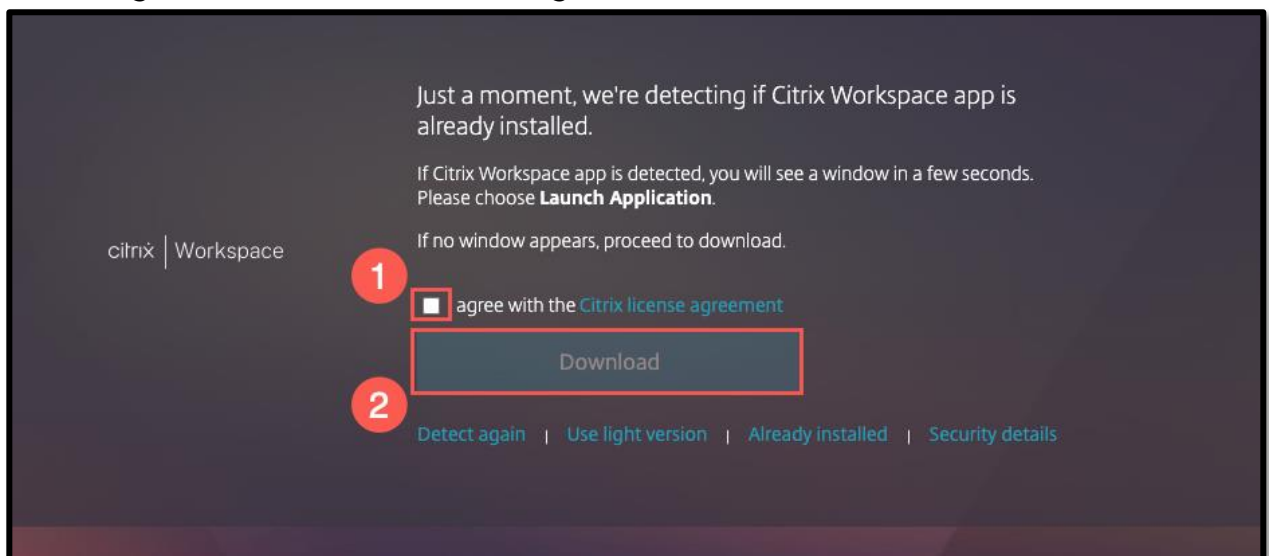 Just a moment, we're detecting if Citrix Workspace app is
already installed.
If Citrix Workspace app is detected, you will see a window in a few seconds.
Please choose Launch Application.
citrix | Workspace
If no window appears, proceed to download.
1
agree with the Citrix license agreement
Download
2
Detect again | Use light version | Already installed | Security details